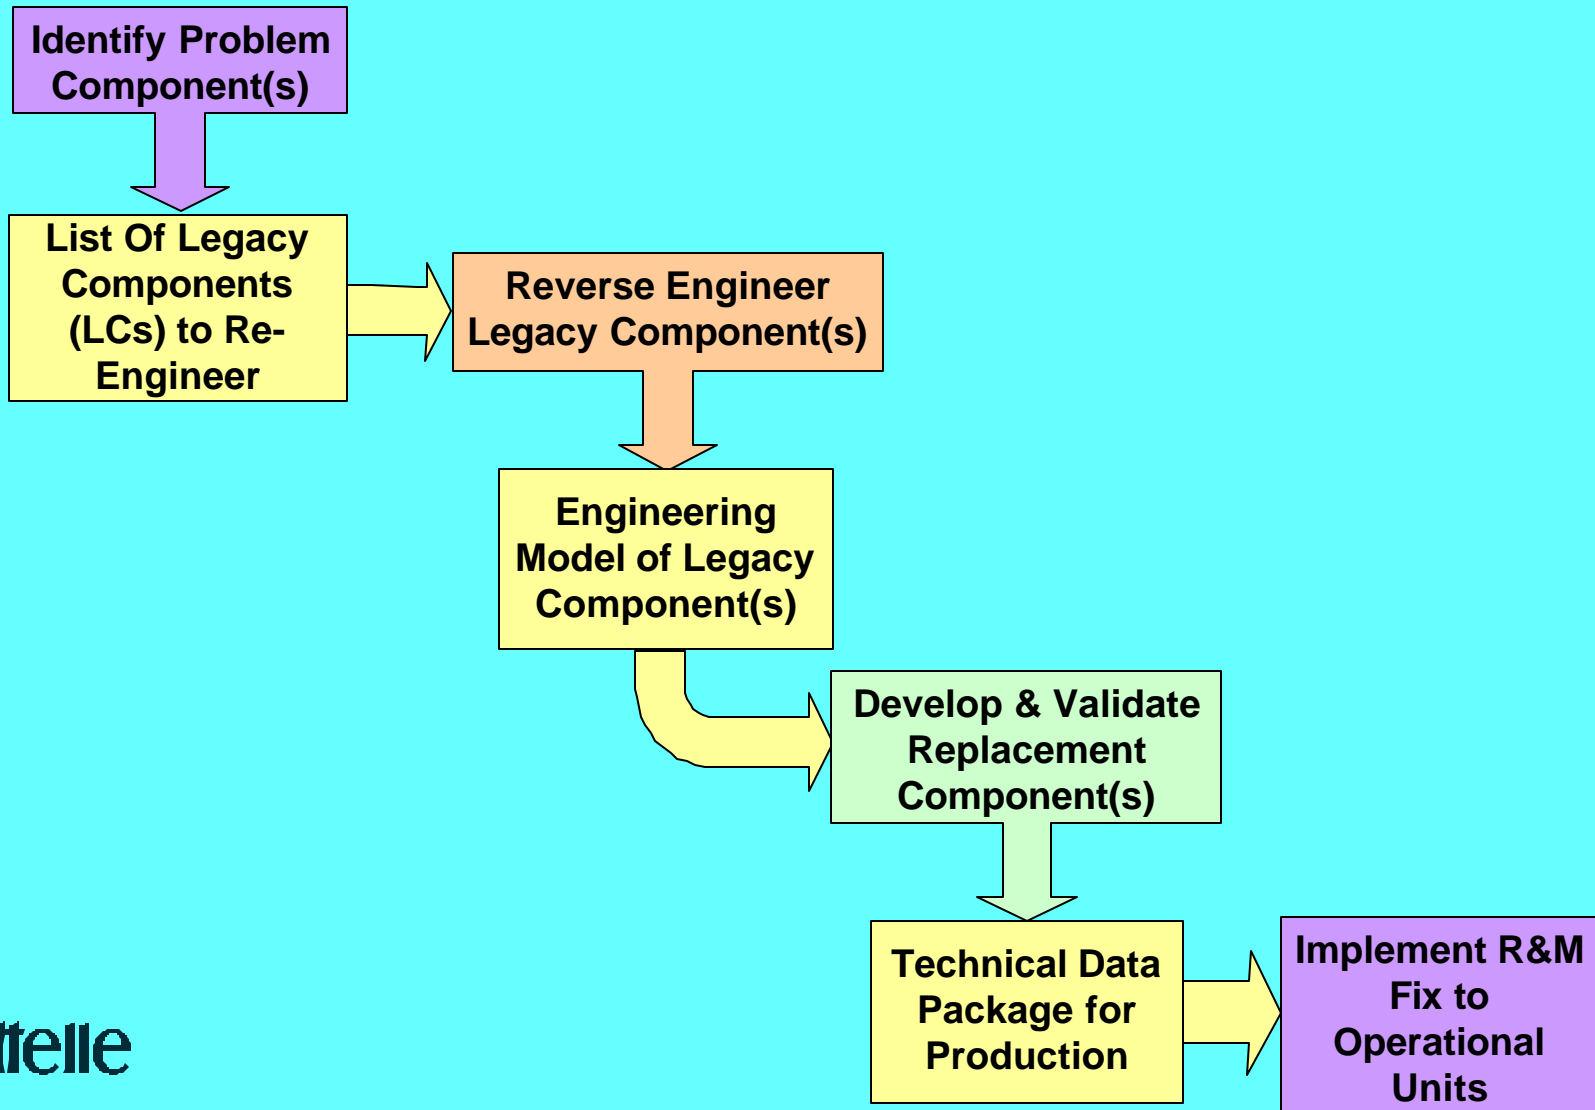 Identify Problem
Component(s)
List Of Legacy
Components
(LCs) to Re-
Engineer
Reverse Engineer
Legacy Component(s)
Engineering
Model of Legacy
Component(s)
Develop & Validate
Replacement
Component(s)
Technical Data
Package for
Production
Implement R&M
Fix to
Operational
Units